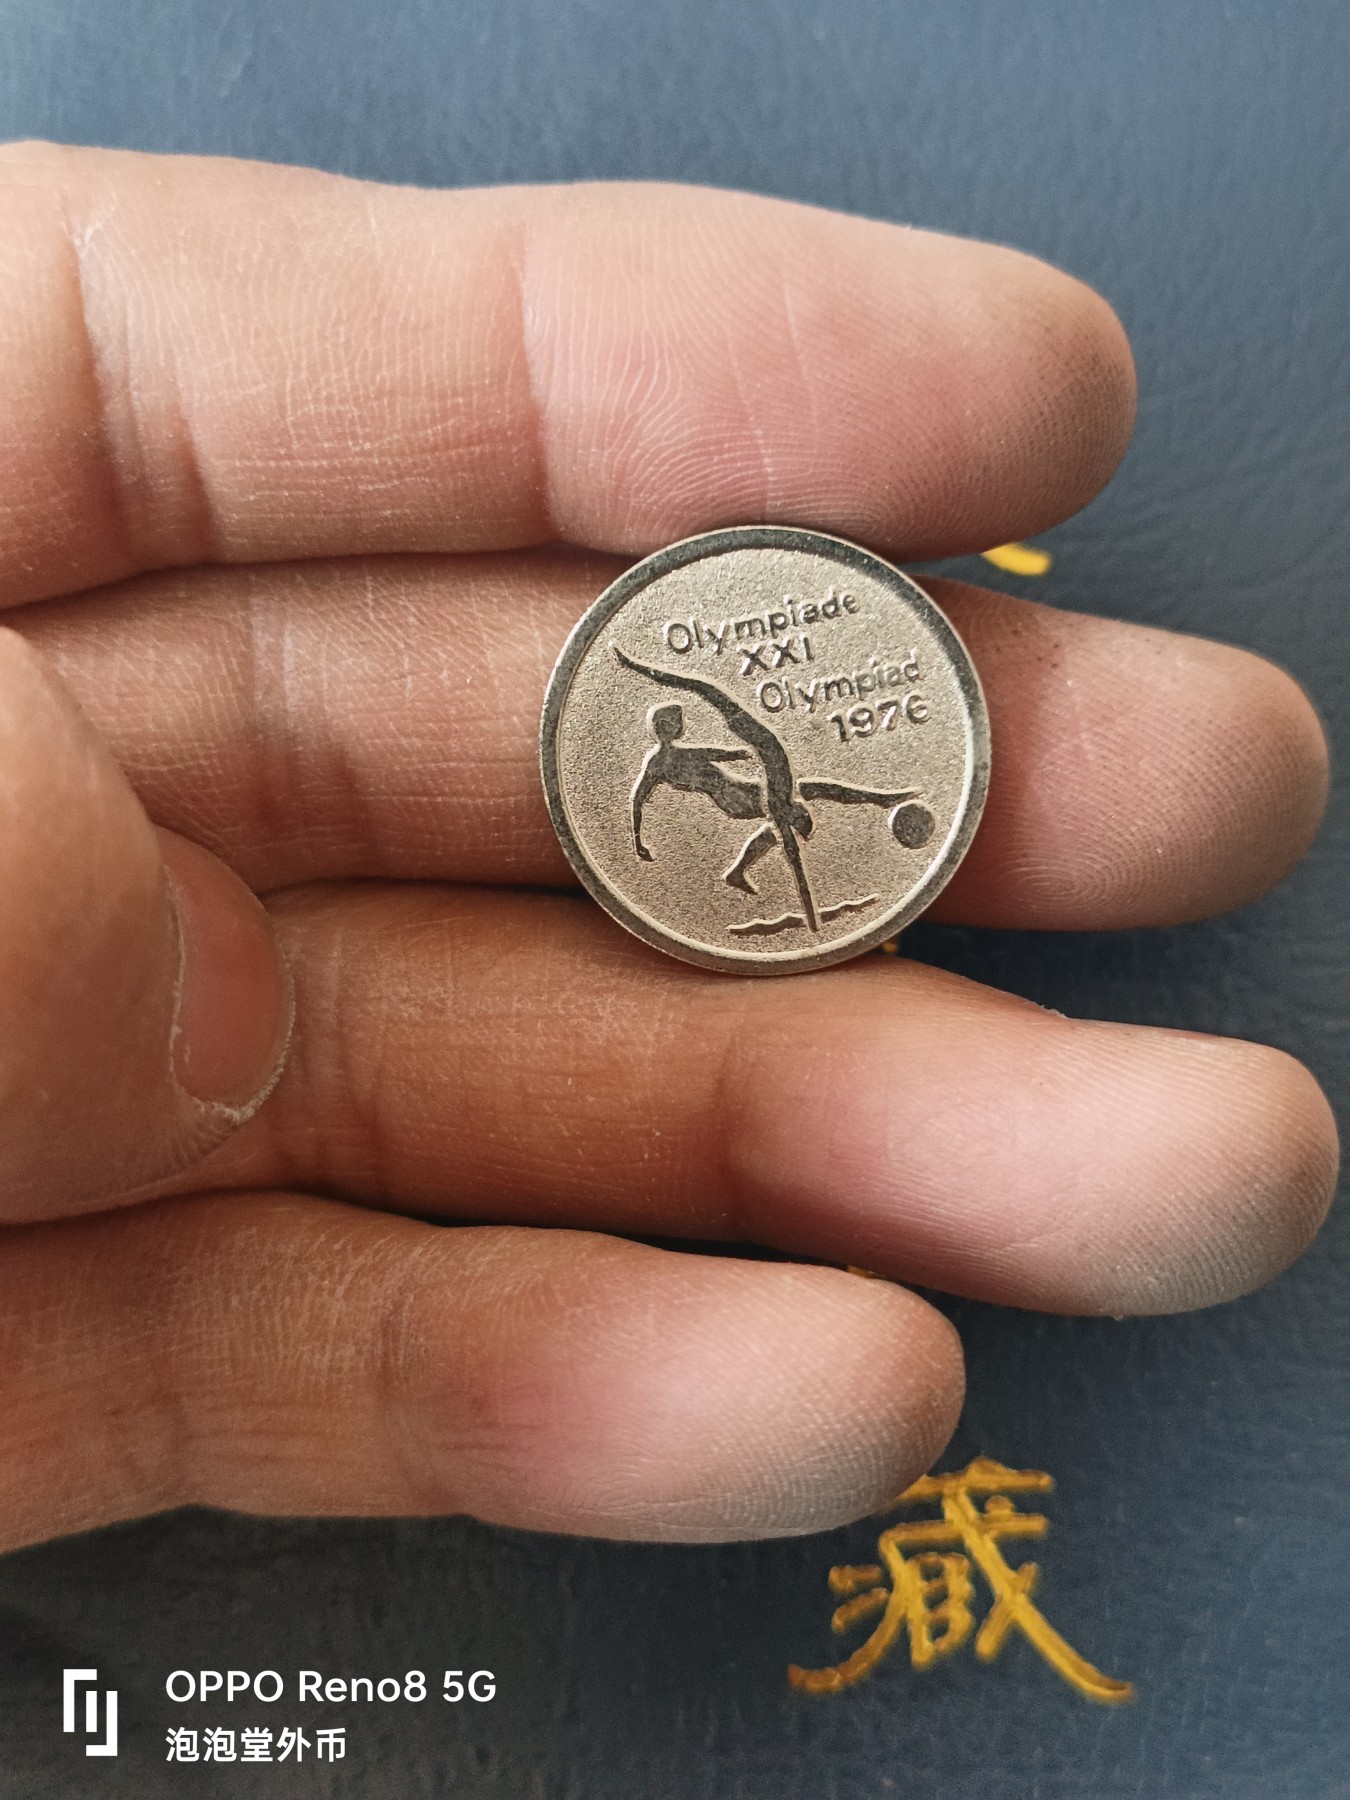 Olympiade
XXI
Olympiad
1976
藏
OPPO Reno8 5G
泡泡堂外币